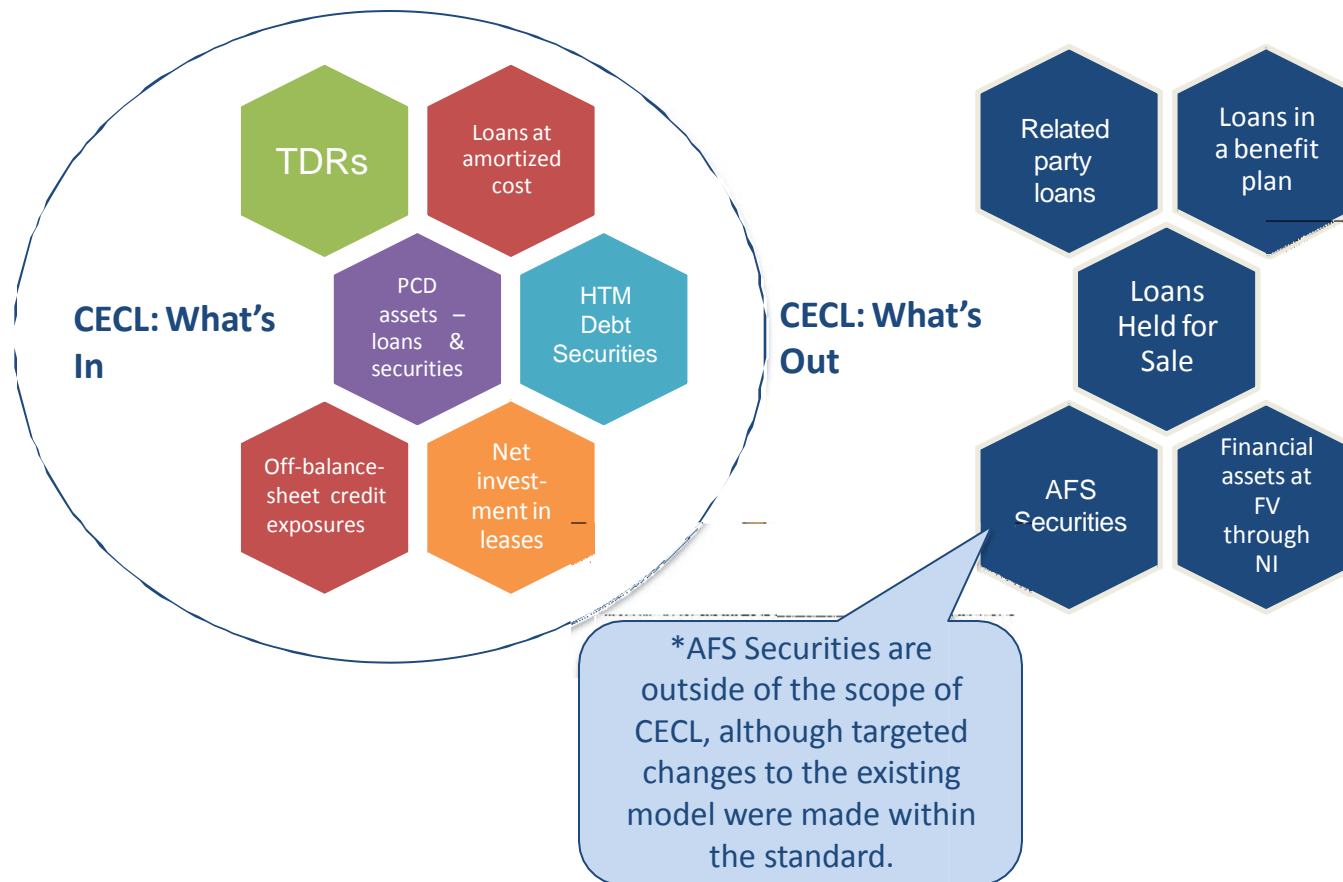 TDRs
Loans at
amortized
cost
CECL: What's
In
PCD
assets –
loans &
securities
HTM
Debt
Securities
Off-balance-
sheet credit
exposures
Net
invest-
ment in
leases
Related
party
loans
Loans in
a benefit
plan
CECL: What's
Out
Loans
Held for
Sale
AFS
Securities
Financial
assets at
FV
through
NI
*AFS Securities are
outside of the scope of
CECL, although targeted
changes to the existing
model were made within
the standard.